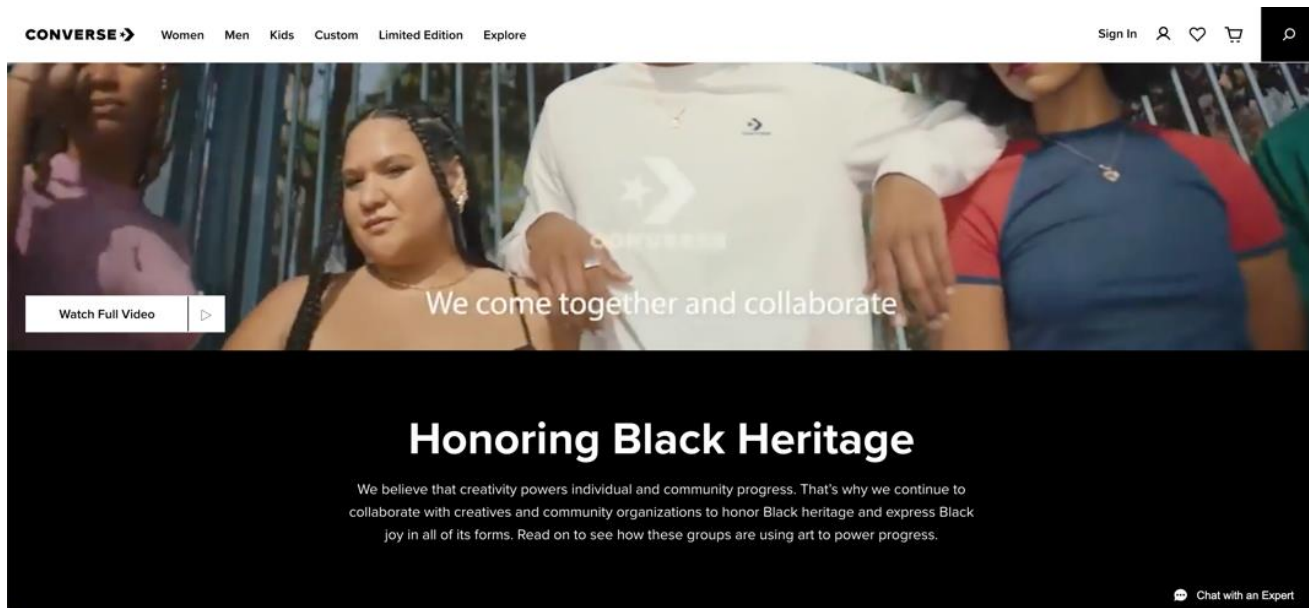 CONVERSE Women Men Kids Custom Limited Edition Explore Sign In
CONVERSE
We come together and collaborate
Watch Full Video
Honoring Black Heritage
We believe that creativity powers individual and community progress. That's why we continue to
collaborate with creatives and community organizations to honor Black heritage and express Black
joy in all of its forms. Read on to see how these groups are using art to power progress.
Chat with an Expert